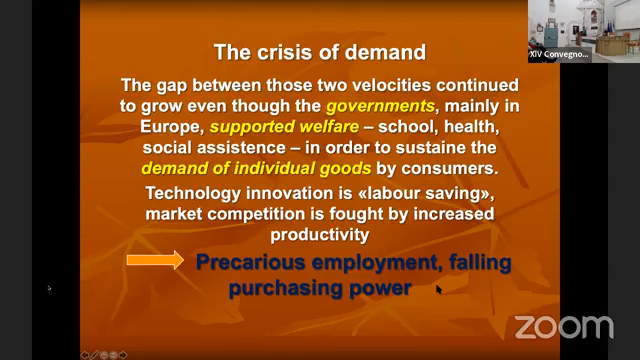 XIV Convegno...
The crisis of demand
The gap between those two velocities continued
to grow even though the governments, mainly in
Europe, supported welfare – school, health,
social assistence – in order to sustaine the
demand of individual goods by consumers.
Technology innovation is «labour saving»,
market competition is fought by increased
productivity
Precarious employment, falling
purchasing power
zoom